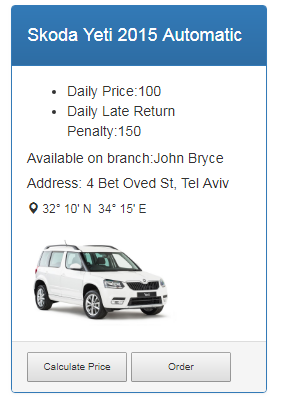 Skoda Yeti 2015 Automatic
Daily Price:100
Daily Late Return
Penalty:150
Available on branch:John Bryce
Address: 4 Bet Oved St, Tel Aviv
32° 10' N  34° 15' E
Calculate Price
Order